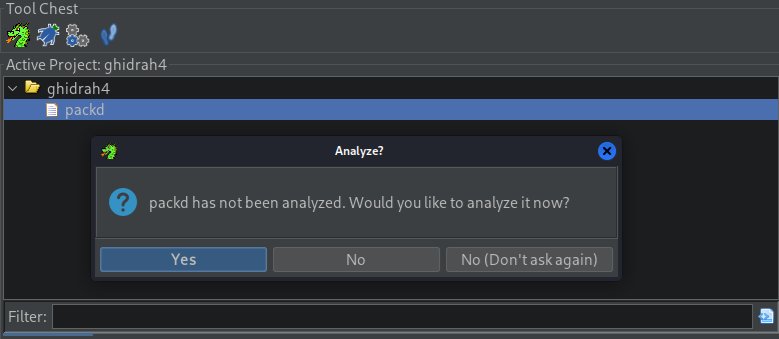 Tool Chest
Active Project: ghidrah4
ghidrah4
packd
Analyze?
packd has not been analyzed. Would you like to analyze it now?
Yes No No (Don't ask again)
Filter: